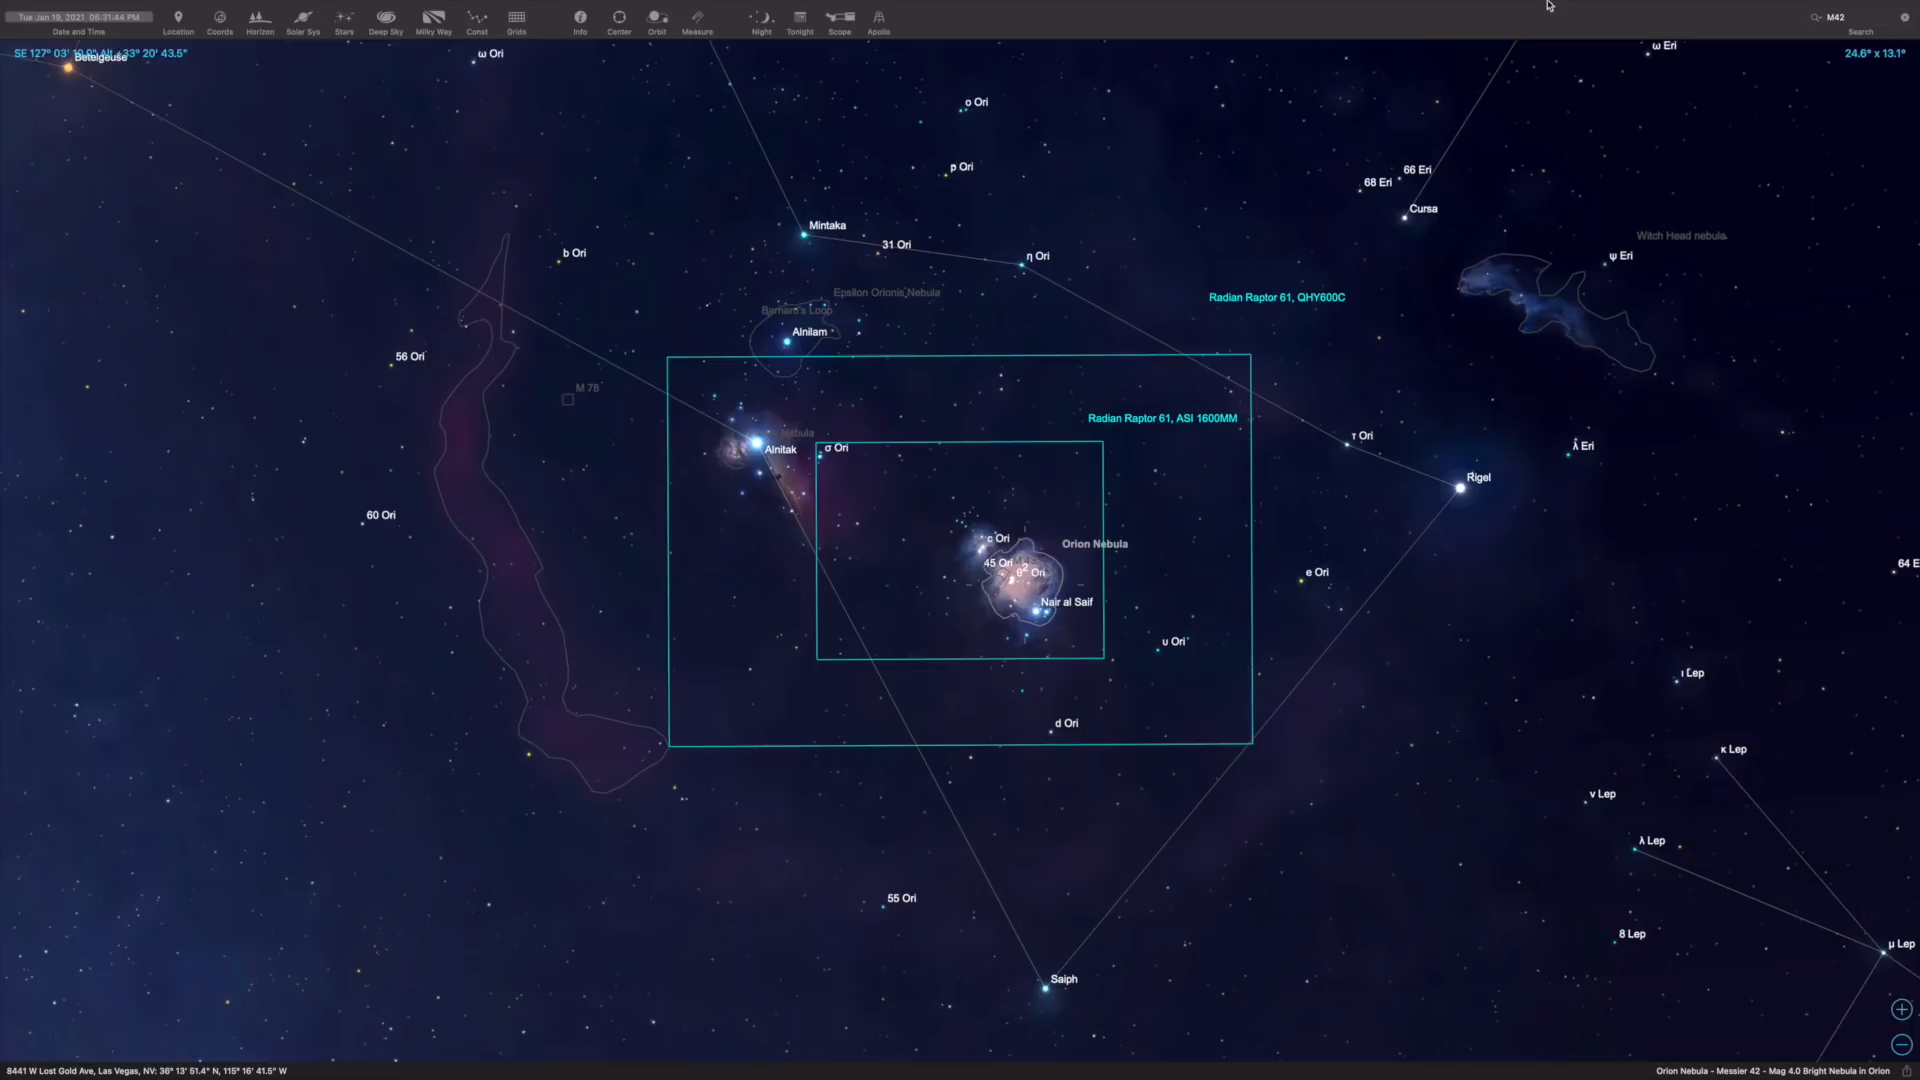 Tue Jan 19, 2021 06:31:44 PM
Date and Time
Location
Coords
Horizon
Solar Sys
Stars
Deep Sky
Milky Way
Const
Grids
Info
Center
Orbit
Measure
Night
Tonight
Scope
Apollo
M42
Search
24.6° x 13.1°
Betelgeuse
ω Ori
ω Eri
ο Ori
ρ Ori
66 Eri
68 Eri
Cursa
Mintaka
31 Ori
η Ori
b Ori
Witch Head nebula
ψ Eri
Epsilon Orionis Nebula
Barnard's Loop
Radian Raptor 61, QHY600C
Alnilam
56 Ori
M 78
Radian Raptor 61, ASI 1600MM
Nebula
Alnitak
σ Ori
τ Ori
λ Eri
Rigel
60 Ori
c Ori
Orion Nebula
45 Ori
θ² Ori
e Ori
64 E
Nair al Saif
υ Ori
ι Lep
d Ori
κ Lep
ν Lep
λ Lep
55 Ori
8 Lep
μ Lep
Saiph
8441 W Lost Gold Ave, Las Vegas, NV: 36° 13' 51.4" N, 115° 16' 41.5" W
Orion Nebula - Messier 42 - Mag 4.0 Bright Nebula in Orion